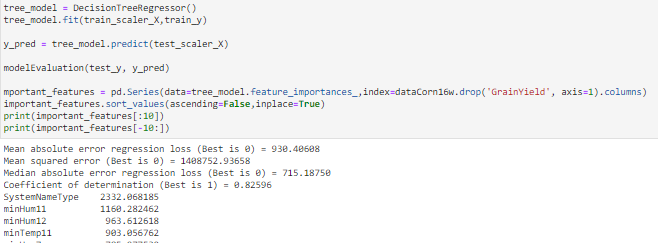 tree_model = DecisionTreeRegressor()
tree_model.fit(train_scaler_X,train_y)
y_pred = tree_model.predict(test_scaler_X)
modelEvaluation(test_y, y_pred)
mportant_features = pd.Series(data=tree_model.feature_importances_,index=dataCorn16w.drop('GrainYield', axis=1).columns)
important_features.sort_values(ascending=False,inplace=True)
print(important_features[:10])
print(important_features[-10:])
Mean absolute error regression loss (Best is 0) = 930.40608
Mean squared error (Best is 0) = 1408752.93658
Median absolute error regression loss (Best is 0) = 715.18750
Coefficient of determination (Best is 1) = 0.82596
SystemNameType 2332.068185
minHum11 1160.282462
minHum12 963.612618
minTemp11 903.056762